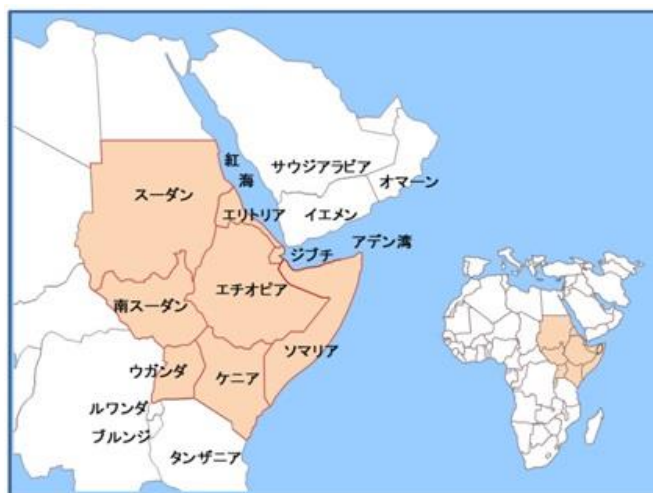 サウジアラビア
紅海
オマーン
スーダン
エリトリア
イエメン
アデン湾
ジブチ
エチオピア
南スーダン
ソマリア
ウガンダ
ケニア
ルワンダ
ブルンジ
タンザニア